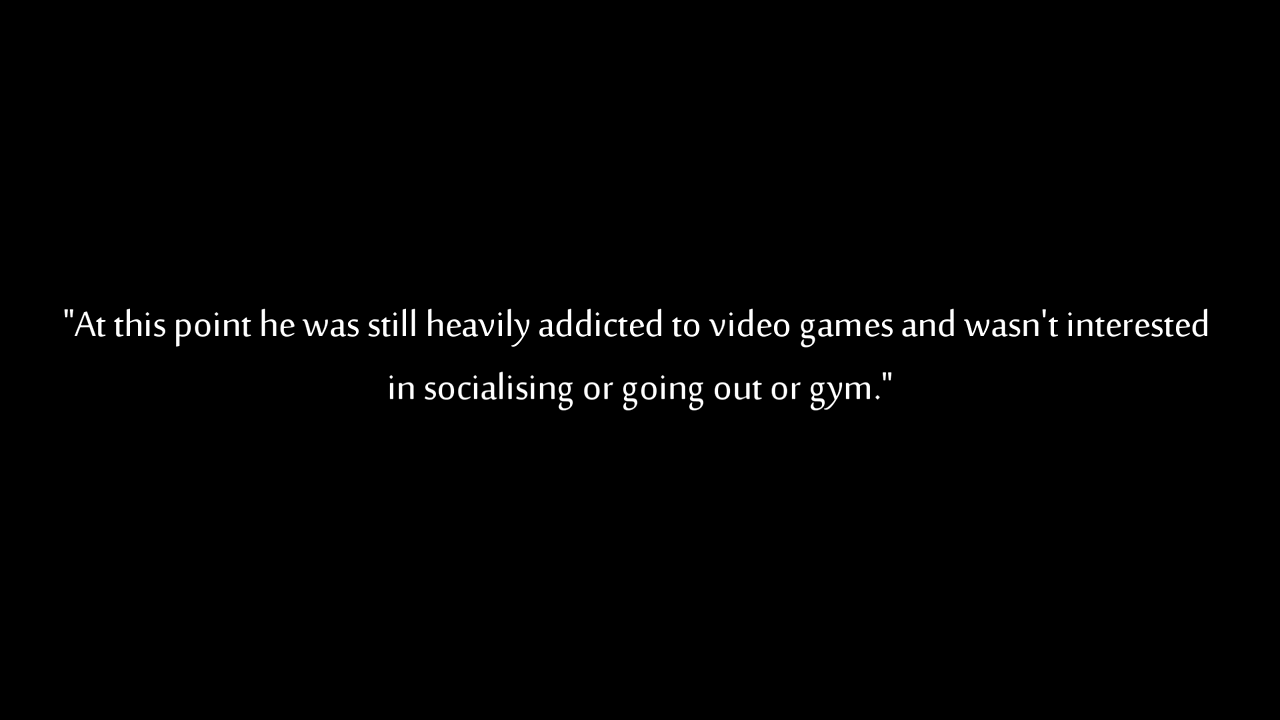 "At this point he was still heavily addicted to video games and wasn't interested
in socialising or going out or gym."